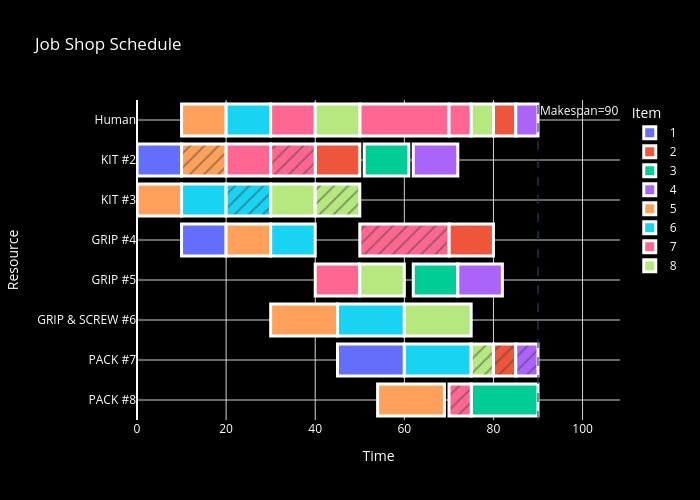 Job Shop Schedule
Makespan=90
Human
KIT #2
KIT #3
GRIP #4
GRIP #5
GRIP & SCREW #6
PACK #7
PACK #8
Resource
0 20 40 60 80 100
Time
Item
1
2
3
4
5
6
7
8